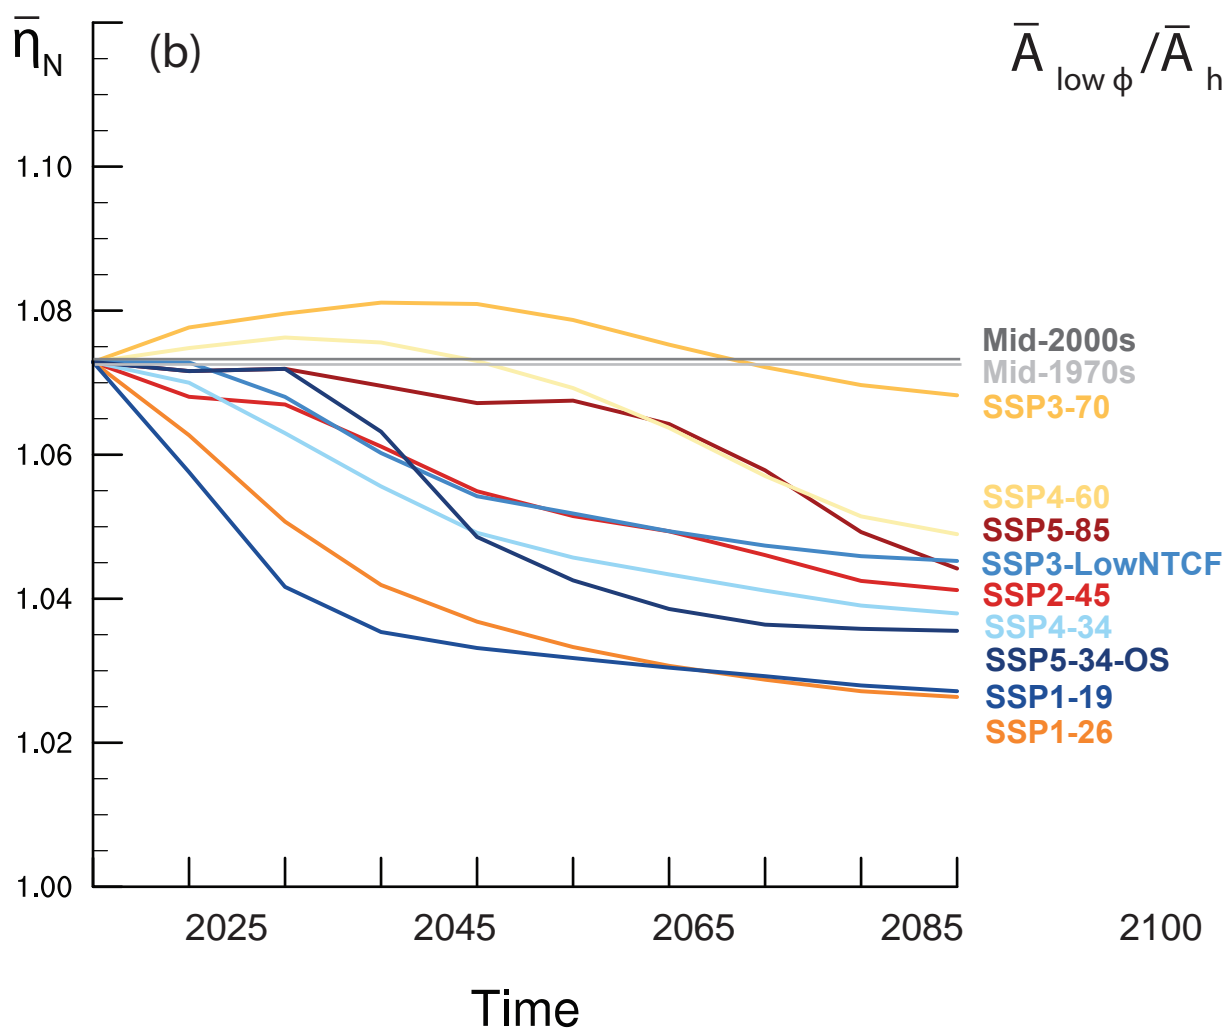 η̄N (b) Ā low ϕ /Ā h
1.10
1.08
1.06
1.04
1.02
1.00
Mid-2000s
Mid-1970s
SSP3-70
SSP4-60
SSP5-85
SSP3-LowNTCF
SSP2-45
SSP4-34
SSP5-34-OS
SSP1-19
SSP1-26
2025 2045 2065 2085 2100
Time